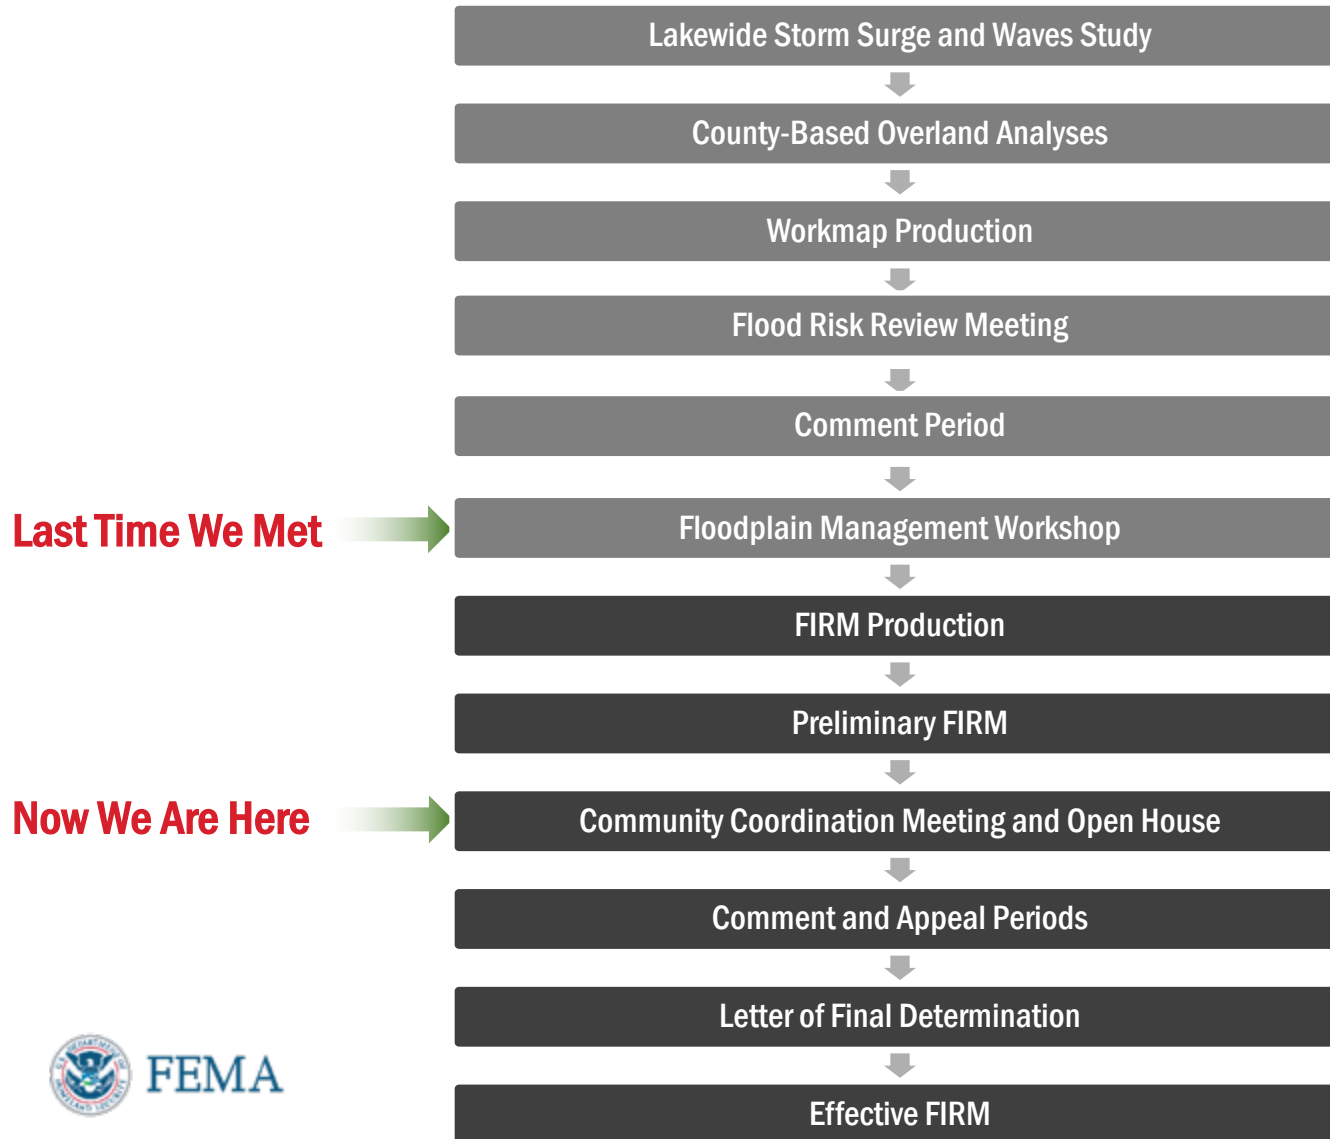 Lakewide Storm Surge and Waves Study
County-Based Overland Analyses
Workmap Production
Flood Risk Review Meeting
Comment Period
Last Time We Met
Floodplain Management Workshop
FIRM Production
Preliminary FIRM
Now We Are Here
Community Coordination Meeting and Open House
Comment and Appeal Periods
Letter of Final Determination
FEMA
Effective FIRM